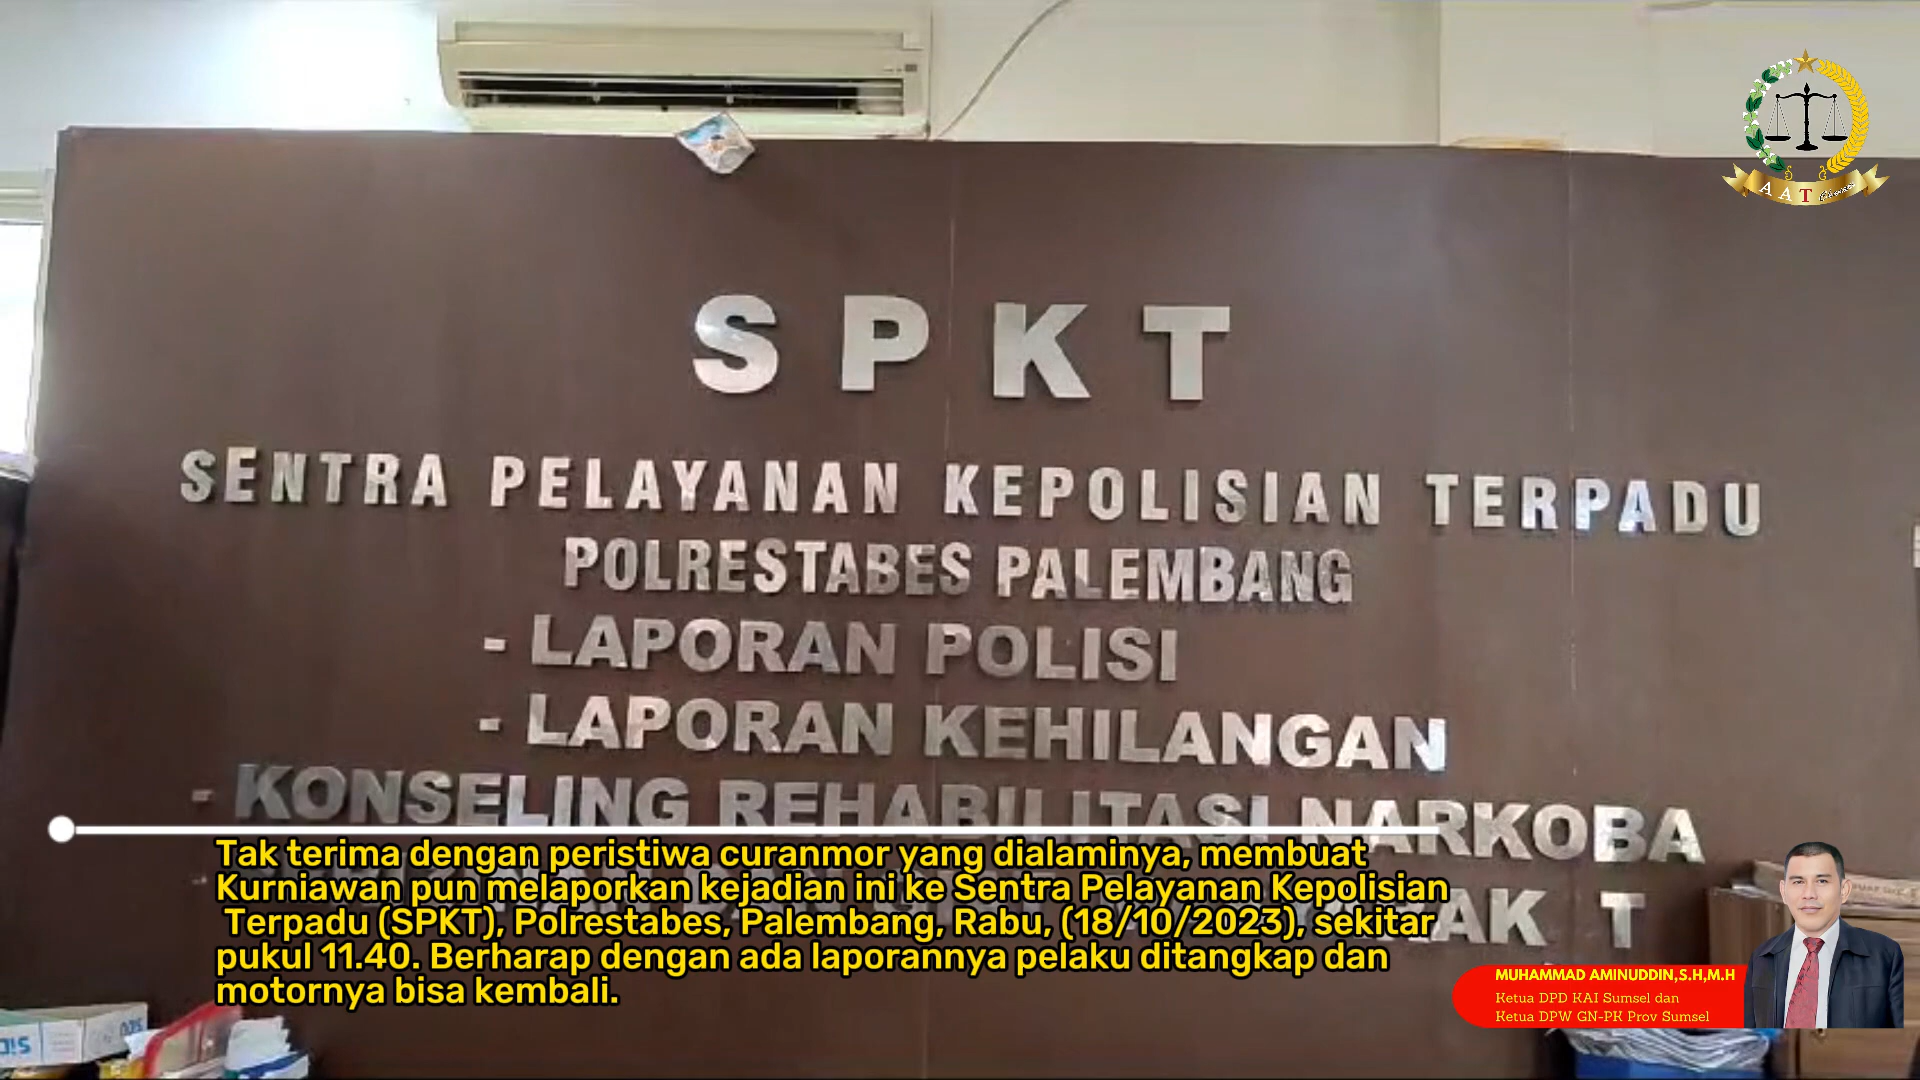 A A T
S P K T
SENTRA PELAYANAN KEPOLISIAN TERPADU
POLRESTABES PALEMBANG
- LAPORAN POLISI
- LAPORAN KEHILANGAN
- KONSELING REHABILITASI NARKOBA
T
Tak terima dengan peristiwa curanmor yang dialaminya, membuat
Kurniawan pun melaporkan kejadian ini ke Sentra Pelayanan Kepolisian
Terpadu (SPKT), Polrestabes, Palembang, Rabu, (18/10/2023), sekitar
pukul 11.40. Berharap dengan ada laporannya pelaku ditangkap dan
motornya bisa kembali.
MUHAMMAD AMINUDDIN,S.H,M.H
Ketua DPD KAI Sumsel dan
Ketua DPW GN-PK Prov Sumsel